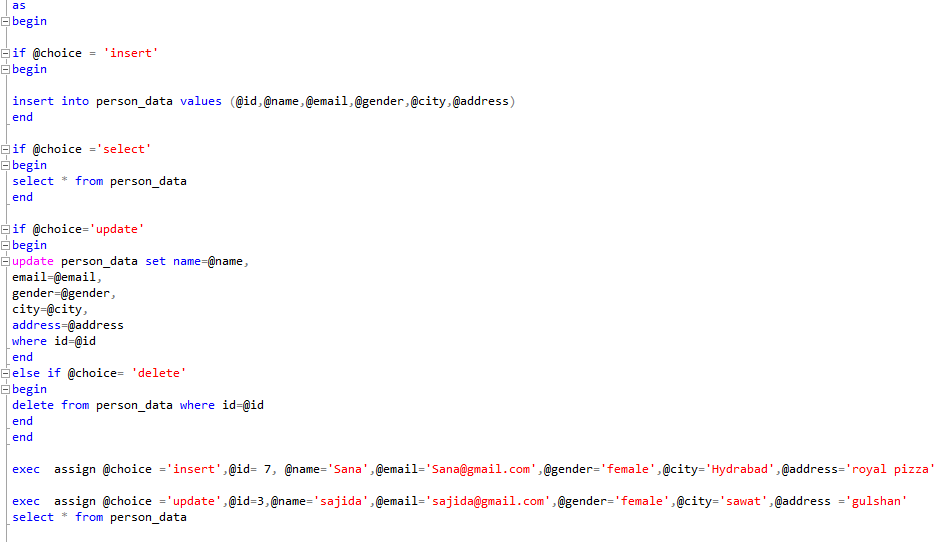 as
begin
if @choice = 'insert'
begin
insert into person_data values (@id,@name,@email,@gender,@city,@address)
end
if @choice ='select'
begin
select * from person_data
end
if @choice='update'
begin
update person_data set name=@name,
email=@email,
gender=@gender,
city=@city,
address=@address
where id=@id
end
else if @choice= 'delete'
begin
delete from person_data where id=@id
end
end
exec  assign @choice ='insert',@id= 7, @name='Sana',@email='Sana@gmail.com',@gender='female',@city='Hydrabad',@address='royal pizza'
exec  assign @choice ='update',@id=3,@name='sajida',@email='sajida@gmail.com',@gender='female',@city='sawat',@address ='gulshan'
select * from person_data